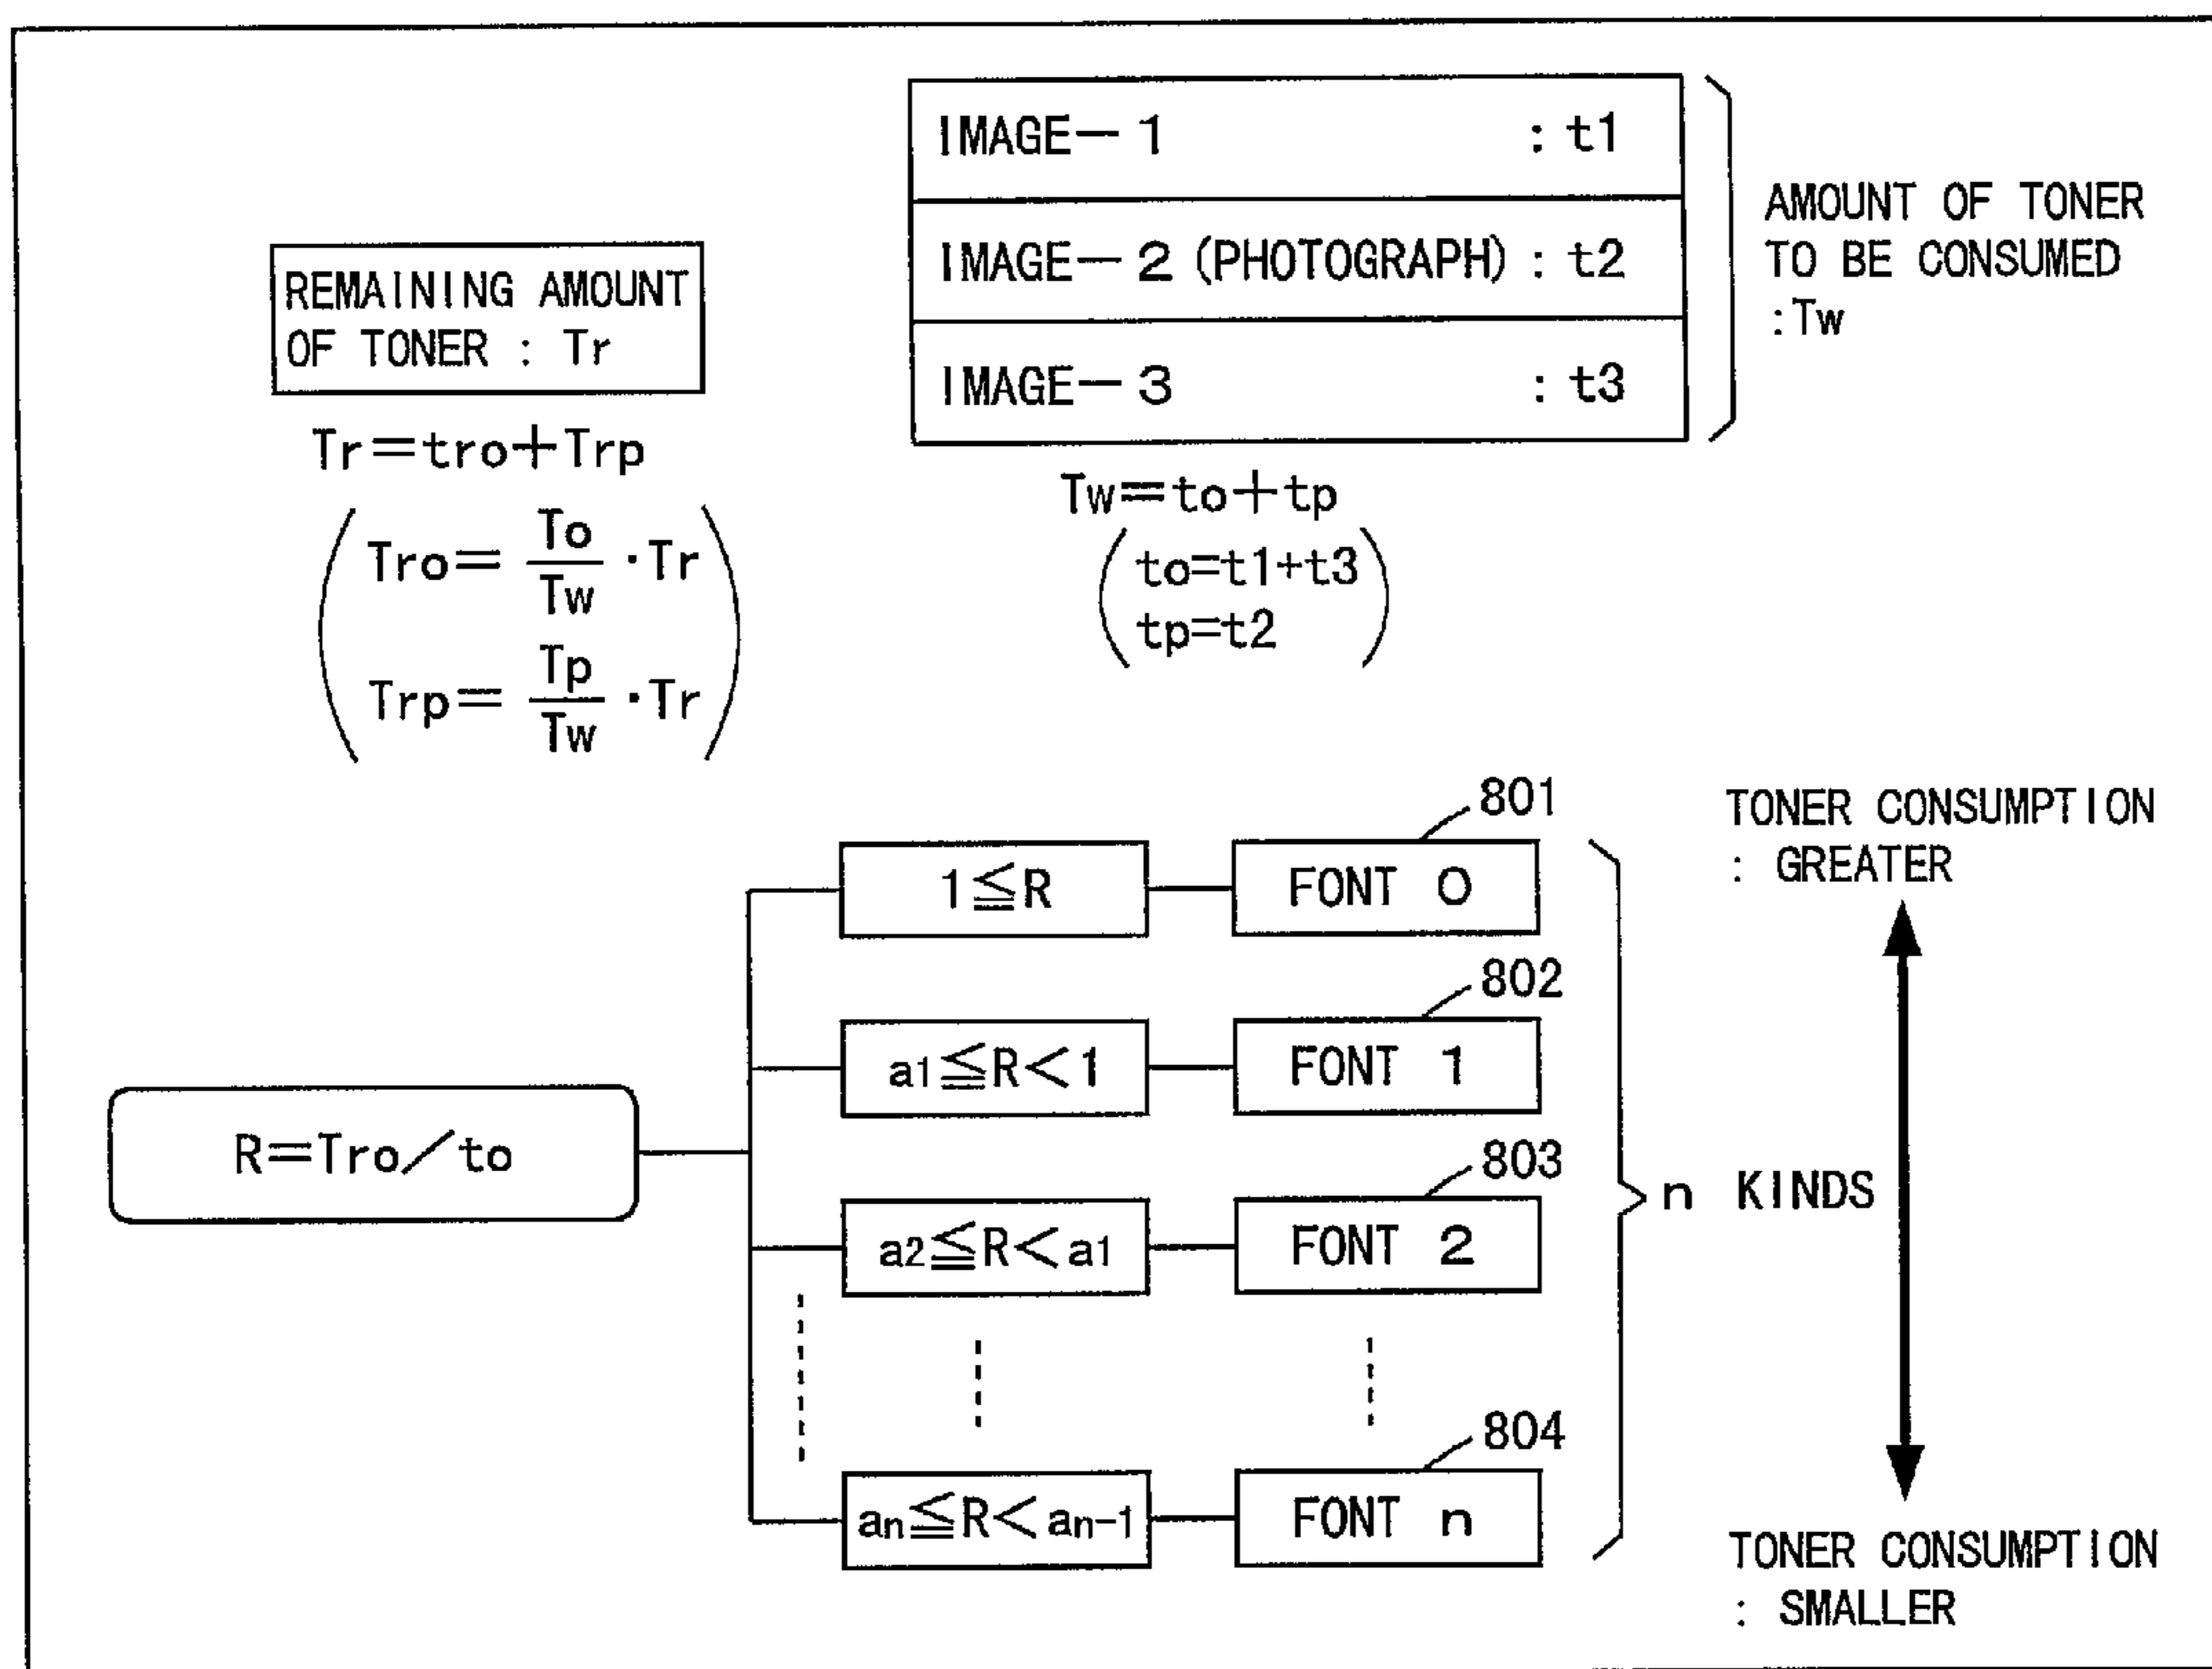 REMAINING AMOUNT
OF TONER : Tr
Tr=tro+Trp
Tro= To/Tw ·Tr
Trp= Tp/Tw ·Tr
IMAGE-1 : t1
IMAGE-2 (PHOTOGRAPH) : t2
IMAGE-3 : t3
AMOUNT OF TONER
TO BE CONSUMED
:Tw
Tw=to+tp
to=t1+t3
tp=t2
R=Tro/to
1≦R
801
FONT 0
a1≦R<1
802
FONT 1
a2≦R<a1
803
FONT 2
an≦R<an-1
804
FONT n
n KINDS
TONER CONSUMPTION
: GREATER
TONER CONSUMPTION
: SMALLER